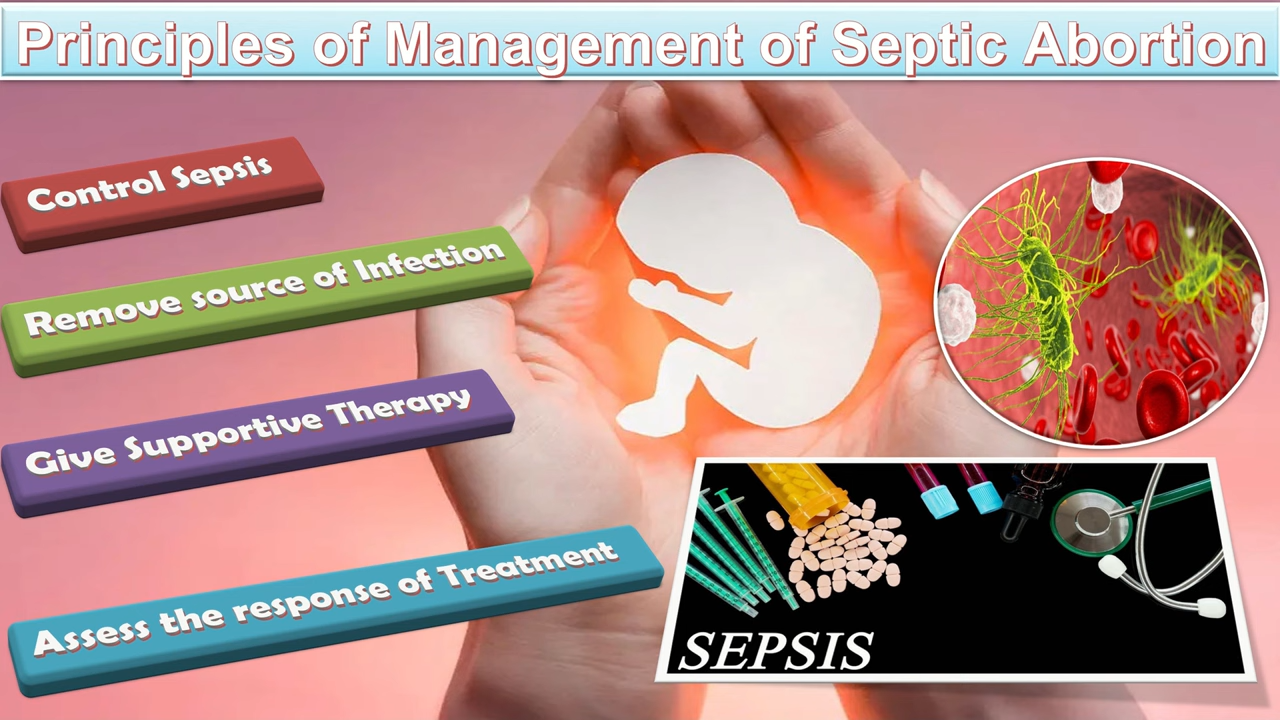 Principles of Management of Septic Abortion
Control Sepsis
Remove source of Infection
Give Supportive Therapy
Assess the response of Treatment
SEPSIS